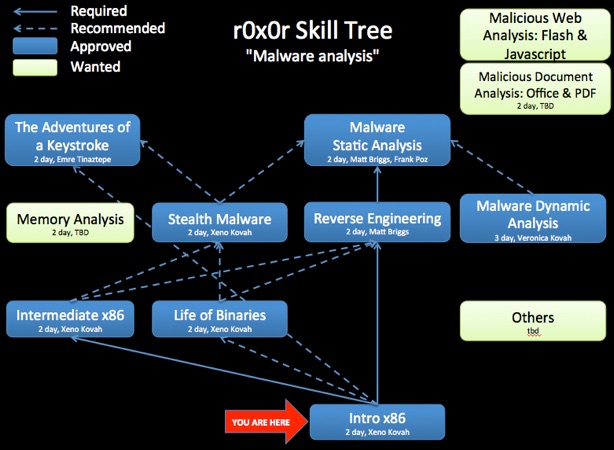 Required
Recommended
Approved
Wanted
r0x0r Skill Tree
"Malware analysis"
Malicious Web
Analysis: Flash &
Javascript
Malicious Document
Analysis: Office & PDF
2 day, TBD
The Adventures of
a Keystroke
2 day, Emre Tinaztepe
Malware
Static Analysis
2 day, Matt Briggs, Frank Poz
Memory Analysis
2 day, TBD
Stealth Malware
2 day, Xeno Kovah
Reverse Engineering
2 day, Matt Briggs
Malware Dynamic
Analysis
3 day, Veronica Kovah
Intermediate x86
2 day, Xeno Kovah
Life of Binaries
2 day, Xeno Kovah
Others
tbd
YOU ARE HERE
Intro x86
2 day, Xeno Kovah